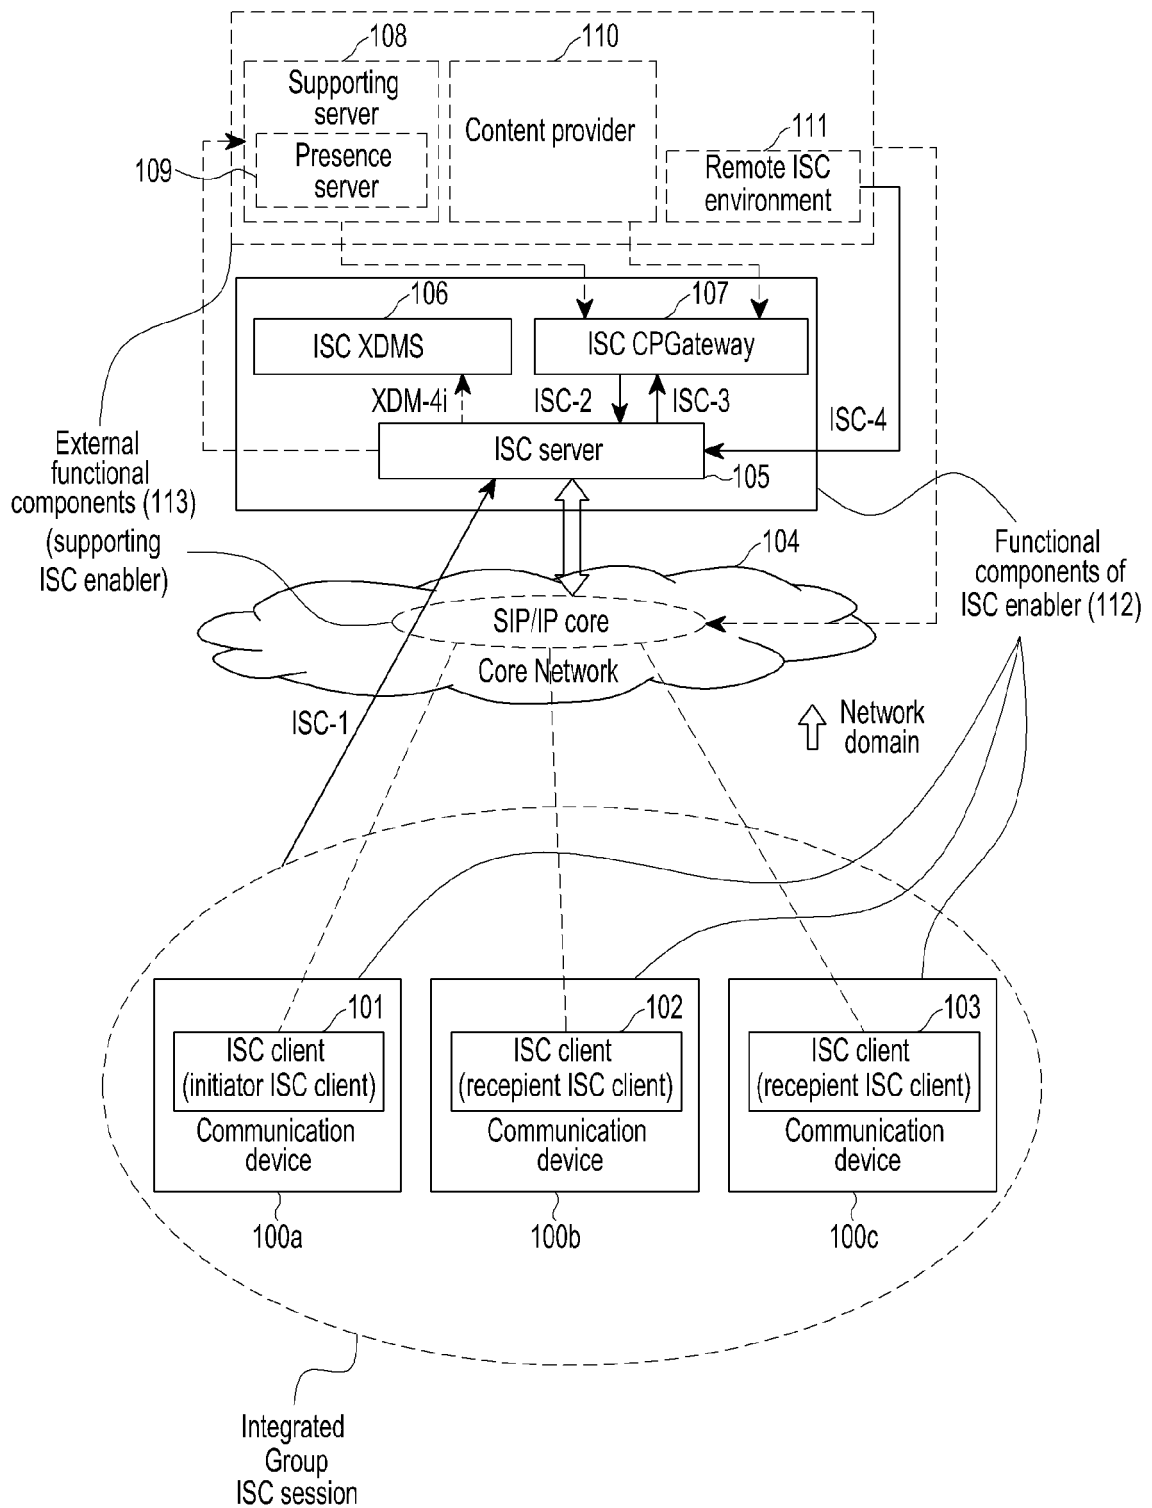 108
110
Supporting
server
Content provider
111
109
Presence
server
Remote ISC
environment
106
107
ISC XDMS
ISC CPGateway
XDM-4i
ISC-2
ISC-3
ISC-4
ISC server
105
External
functional
components (113)
(supporting
ISC enabler)
104
Functional
components of
ISC enabler (112)
SIP/IP core
Core Network
ISC-1
Network
domain
101
102
103
ISC client
(initiator ISC client)
ISC client
(recepient ISC client)
ISC client
(recepient ISC client)
Communication
device
Communication
device
Communication
device
100a
100b
100c
Integrated
Group
ISC session